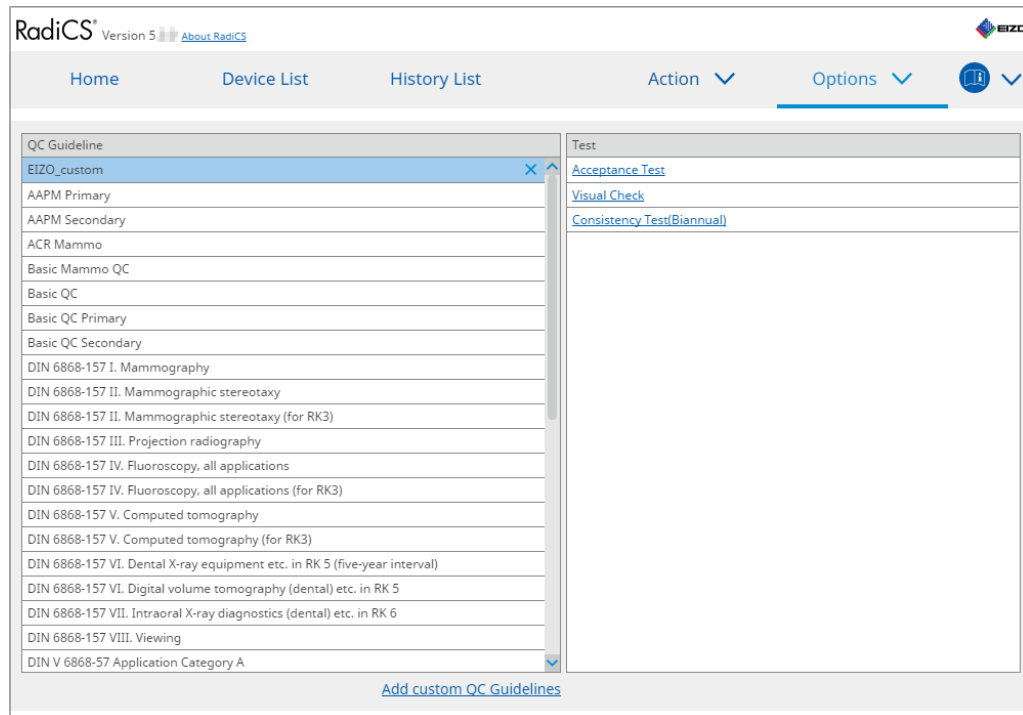 RadiCS® Version 5. About RadiCS EIZO
Home Device List History List Action Options
QC Guideline
EIZO_custom
AAPM Primary
AAPM Secondary
ACR Mammo
Basic Mammo QC
Basic QC
Basic QC Primary
Basic QC Secondary
DIN 6868-157 I. Mammography
DIN 6868-157 II. Mammographic stereotaxy
DIN 6868-157 II. Mammographic stereotaxy (for RK3)
DIN 6868-157 III. Projection radiography
DIN 6868-157 IV. Fluoroscopy, all applications
DIN 6868-157 IV. Fluoroscopy, all applications (for RK3)
DIN 6868-157 V. Computed tomography
DIN 6868-157 V. Computed tomography (for RK3)
DIN 6868-157 VI. Dental X-ray equipment etc. in RK 5 (five-year interval)
DIN 6868-157 VI. Digital volume tomography (dental) etc. in RK 5
DIN 6868-157 VII. Intraoral X-ray diagnostics (dental) etc. in RK 6
DIN 6868-157 VIII. Viewing
DIN V 6868-57 Application Category A
Add custom QC Guidelines
Test
Acceptance Test
Visual Check
Consistency Test(Biannual)